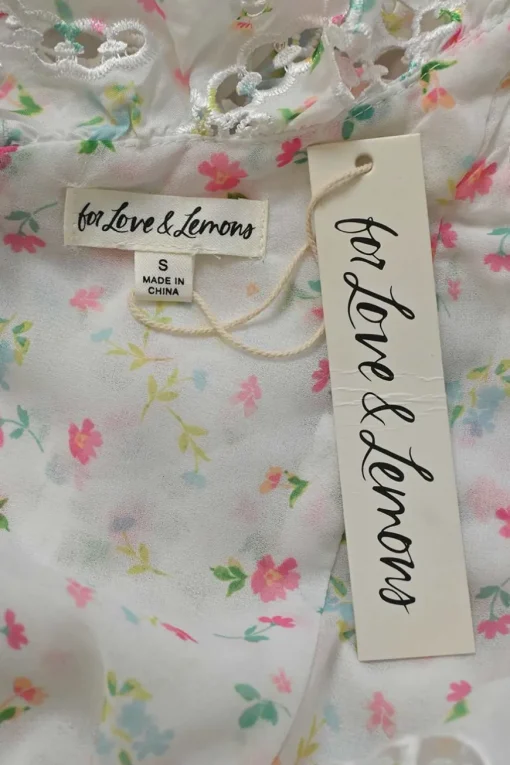 for Love & Lemons
S
MADE IN
CHINA
for Love & Lemons